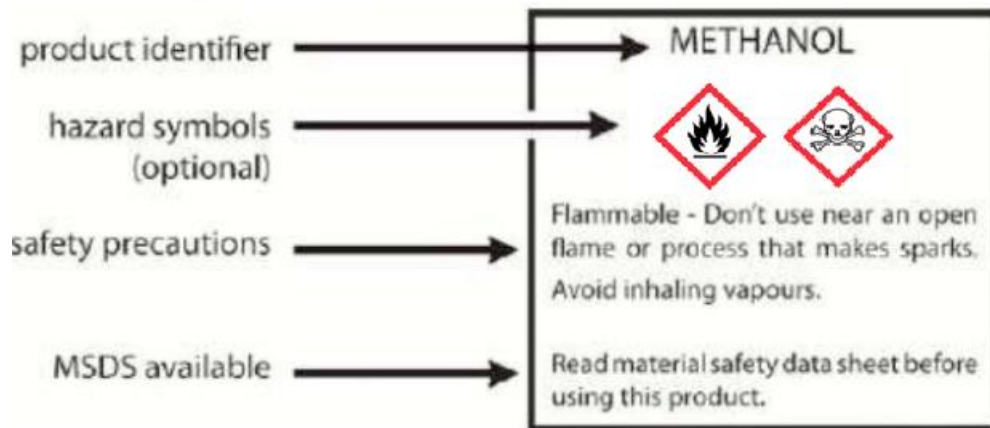 product identifier
METHANOL
hazard symbols
(optional)
safety precautions
Flammable - Don't use near an open
flame or process that makes sparks.
Avoid inhaling vapours.
MSDS available
Read material safety data sheet before
using this product.